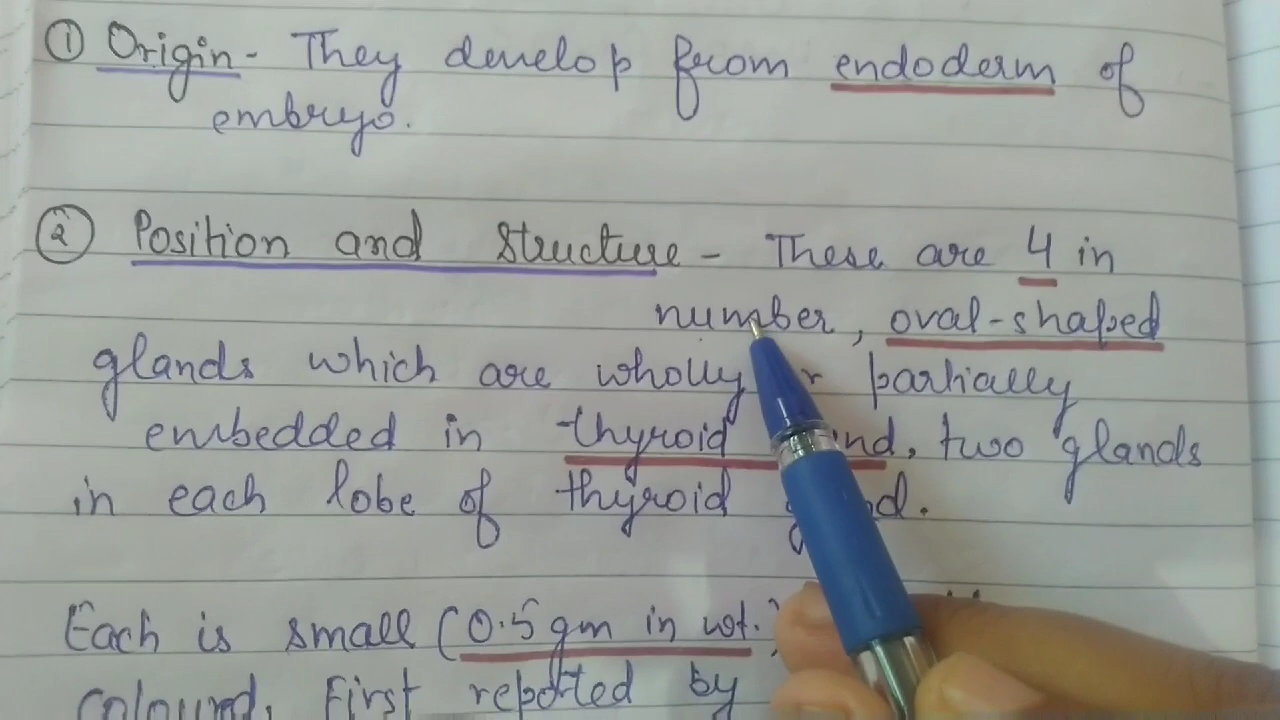 ① Origin - They develop from endoderm of
embryo.
② Position and Structure - These are 4 in
number, oval-shaped
glands which are wholly partially
embedded in thyroid , two glands
in each lobe of thyroid .
Each is small (0.5 gm in wt.)
coloured. First reported by